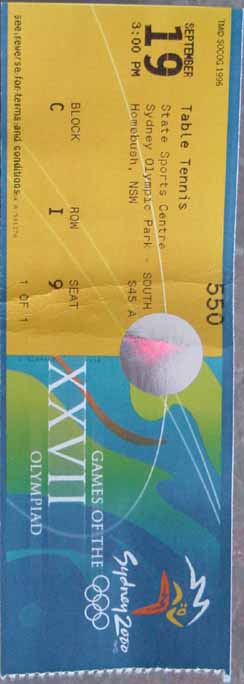 TM© SOCOG 1996
SEPTEMBER
19
3:00 PM
550
Table Tennis
State Sports Centre
Sydney Olympic Park - SOUTH
Homebush, NSW $45 A
BLOCK ROW SEAT
C I 9
1 OF 1
see reverse for terms and conditions
GAMES OF THE
XXVII
OLYMPIAD
Sydney 2000